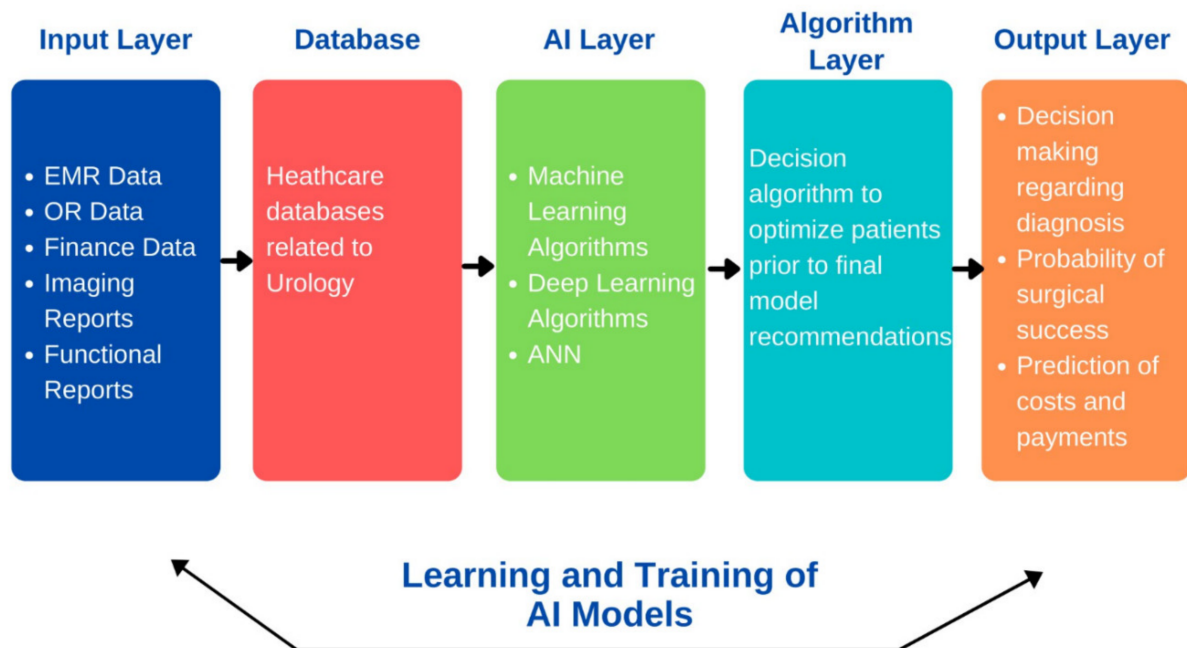 Input Layer
Database
AI Layer
Algorithm
Layer
Output Layer
• EMR Data
• OR Data
• Finance Data
• Imaging
Reports
• Functional
Reports
Heathcare
databases
related to
Urology
• Machine
Learning
Algorithms
• Deep Learning
Algorithms
• ANN
Decision
algorithm to
optimize patients
prior to final
model
recommendations
• Decision
making
regarding
diagnosis
• Probability of
surgical
success
• Prediction of
costs and
payments
Learning and Training of
AI Models